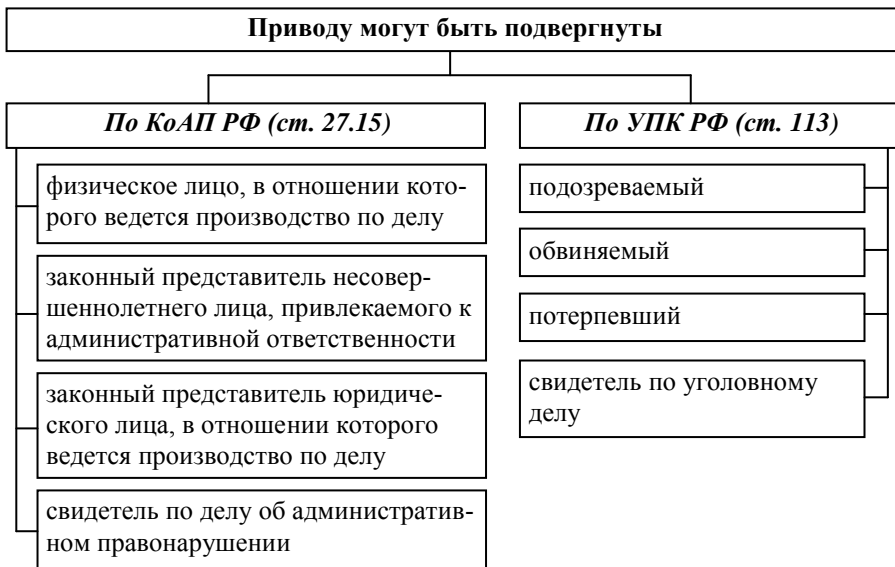 Приводу могут быть подвергнуты
По КоАП РФ (ст. 27.15)
физическое лицо, в отношении кото-
рого ведется производство по делу
законный представитель несовер-
шеннолетнего лица, привлекаемого к
административной ответственности
законный представитель юридиче-
ского лица, в отношении которого
ведется производство по делу
свидетель по делу об административ-
ном правонарушении
По УПК РФ (ст. 113)
подозреваемый
обвиняемый
потерпевший
свидетель по уголовному
делу